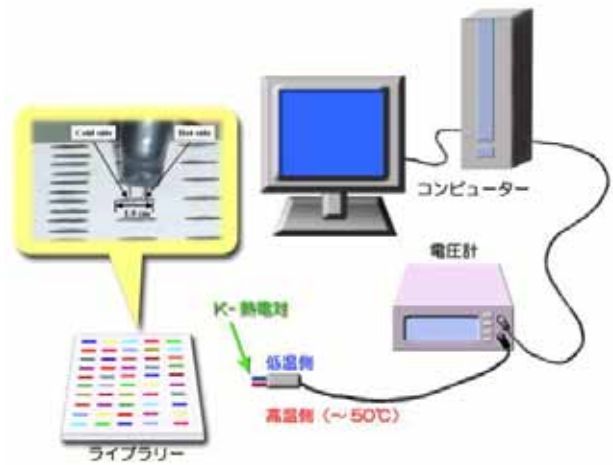 Cold side
Hot side
1.5 cm
コンピューター
電圧計
K-熱電対
低温側
高温側(~50℃)
ライブラリー